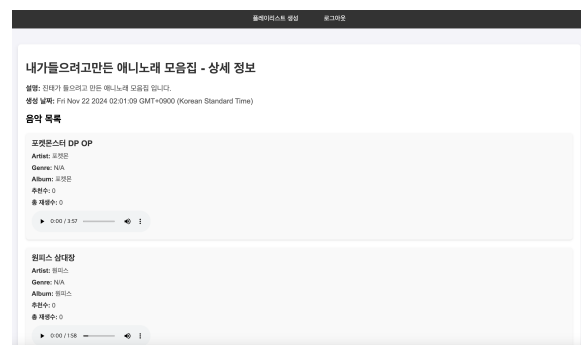 플레이리스트 생성 로그아웃
내가들으려고만든 애니노래 모음집 - 상세 정보
설명: 진태가 들으려고 만든 애니노래 모음집 입니다.
생성 날짜: Fri Nov 22 2024 02:01:09 GMT+0900 (Korean Standard Time)
음악 목록
포켓몬스터 DP OP
Artist: 포켓몬
Genre: N/A
Album: 포켓몬
추천수: 0
총 재생수: 0
0:00 / 3:57
원피스 상대장
Artist: 원피스
Genre: N/A
Album: 원피스
추천수: 0
총 재생수: 0
0:00 / 1:58